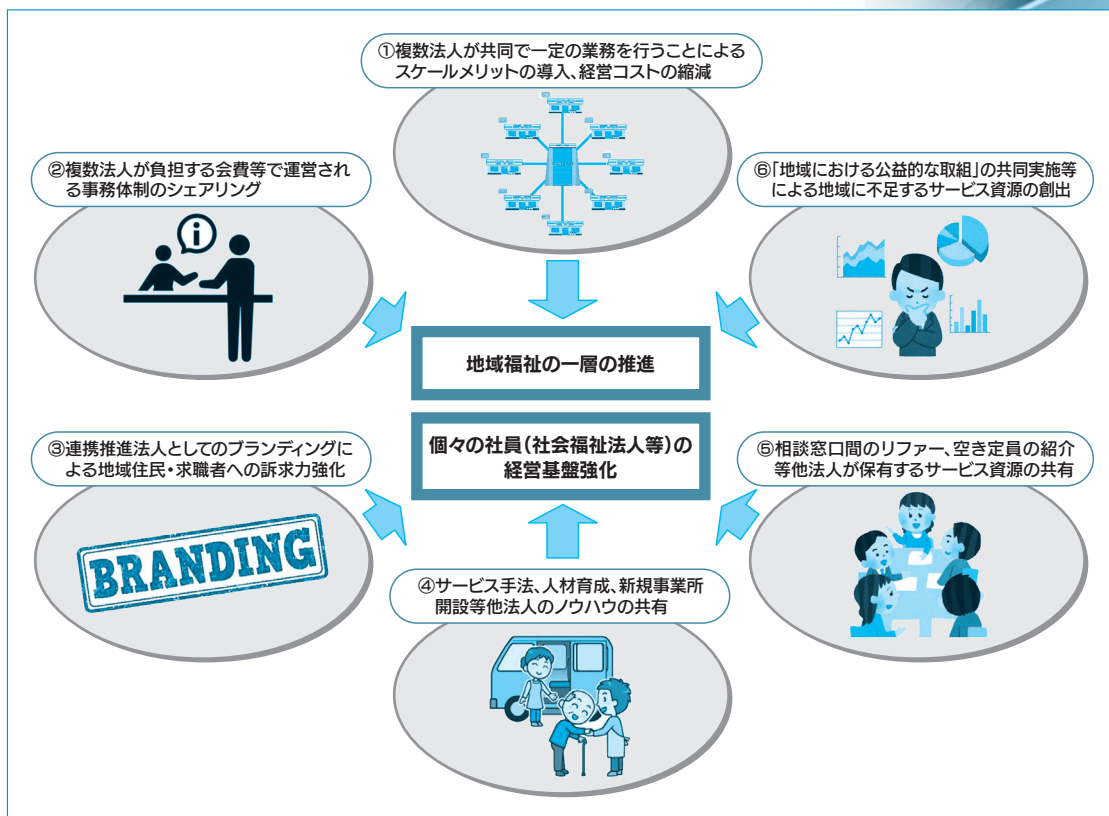 ①複数法人が共同で一定の業務を行うことによる
スケールメリットの導入、経営コストの縮減
②複数法人が負担する会費等で運営され
る事務体制のシェアリング
⑥「地域における公益的な取組」の共同実施等
による地域に不足するサービス資源の創出
地域福祉の一層の推進
個々の社員(社会福祉法人等)の
経営基盤強化
③連携推進法人としてのブランディングに
よる地域住民・求職者への訴求力強化
BRANDING
④サービス手法、人材育成、新規事業所
開設等他法人のノウハウの共有
⑤相談窓口間のリファー、空き定員の紹介
等他法人が保有するサービス資源の共有